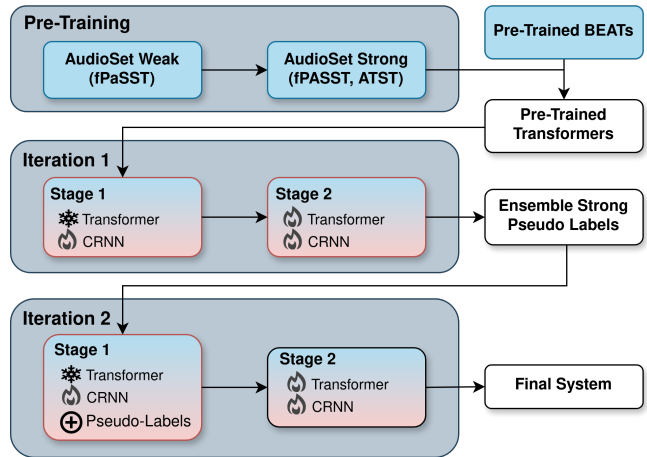 Pre-Training
AudioSet Weak
(fPaSST)
AudioSet Strong
(fPASST, ATST)
Pre-Trained BEATs
Pre-Trained
Transformers
Iteration 1
Stage 1
Transformer
CRNN
Stage 2
Transformer
CRNN
Ensemble Strong
Pseudo Labels
Iteration 2
Stage 1
Transformer
CRNN
Pseudo-Labels
Stage 2
Transformer
CRNN
Final System